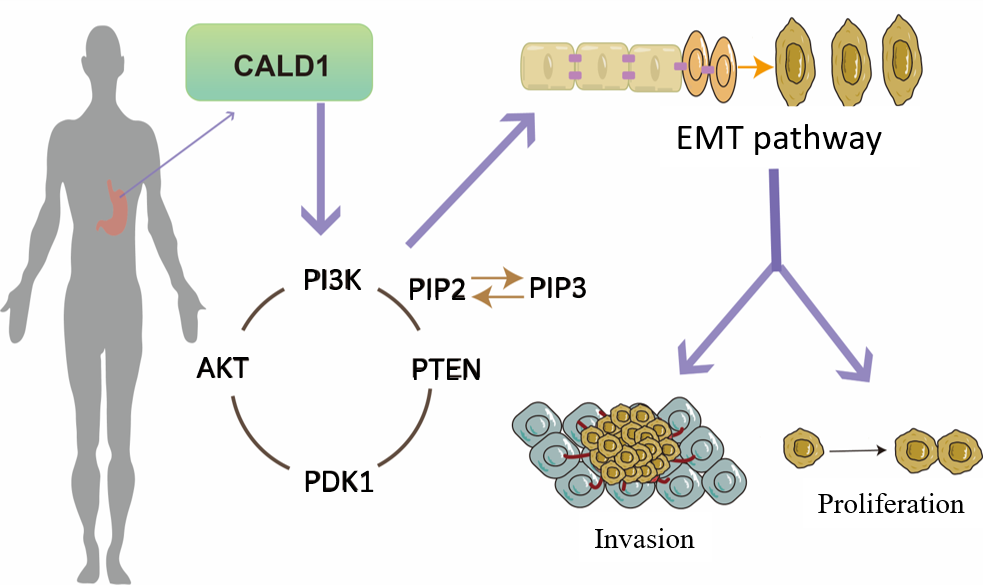 CALD1
EMT pathway
PI3K
PIP2
PIP3
AKT
PTEN
PDK1
Invasion
Proliferation